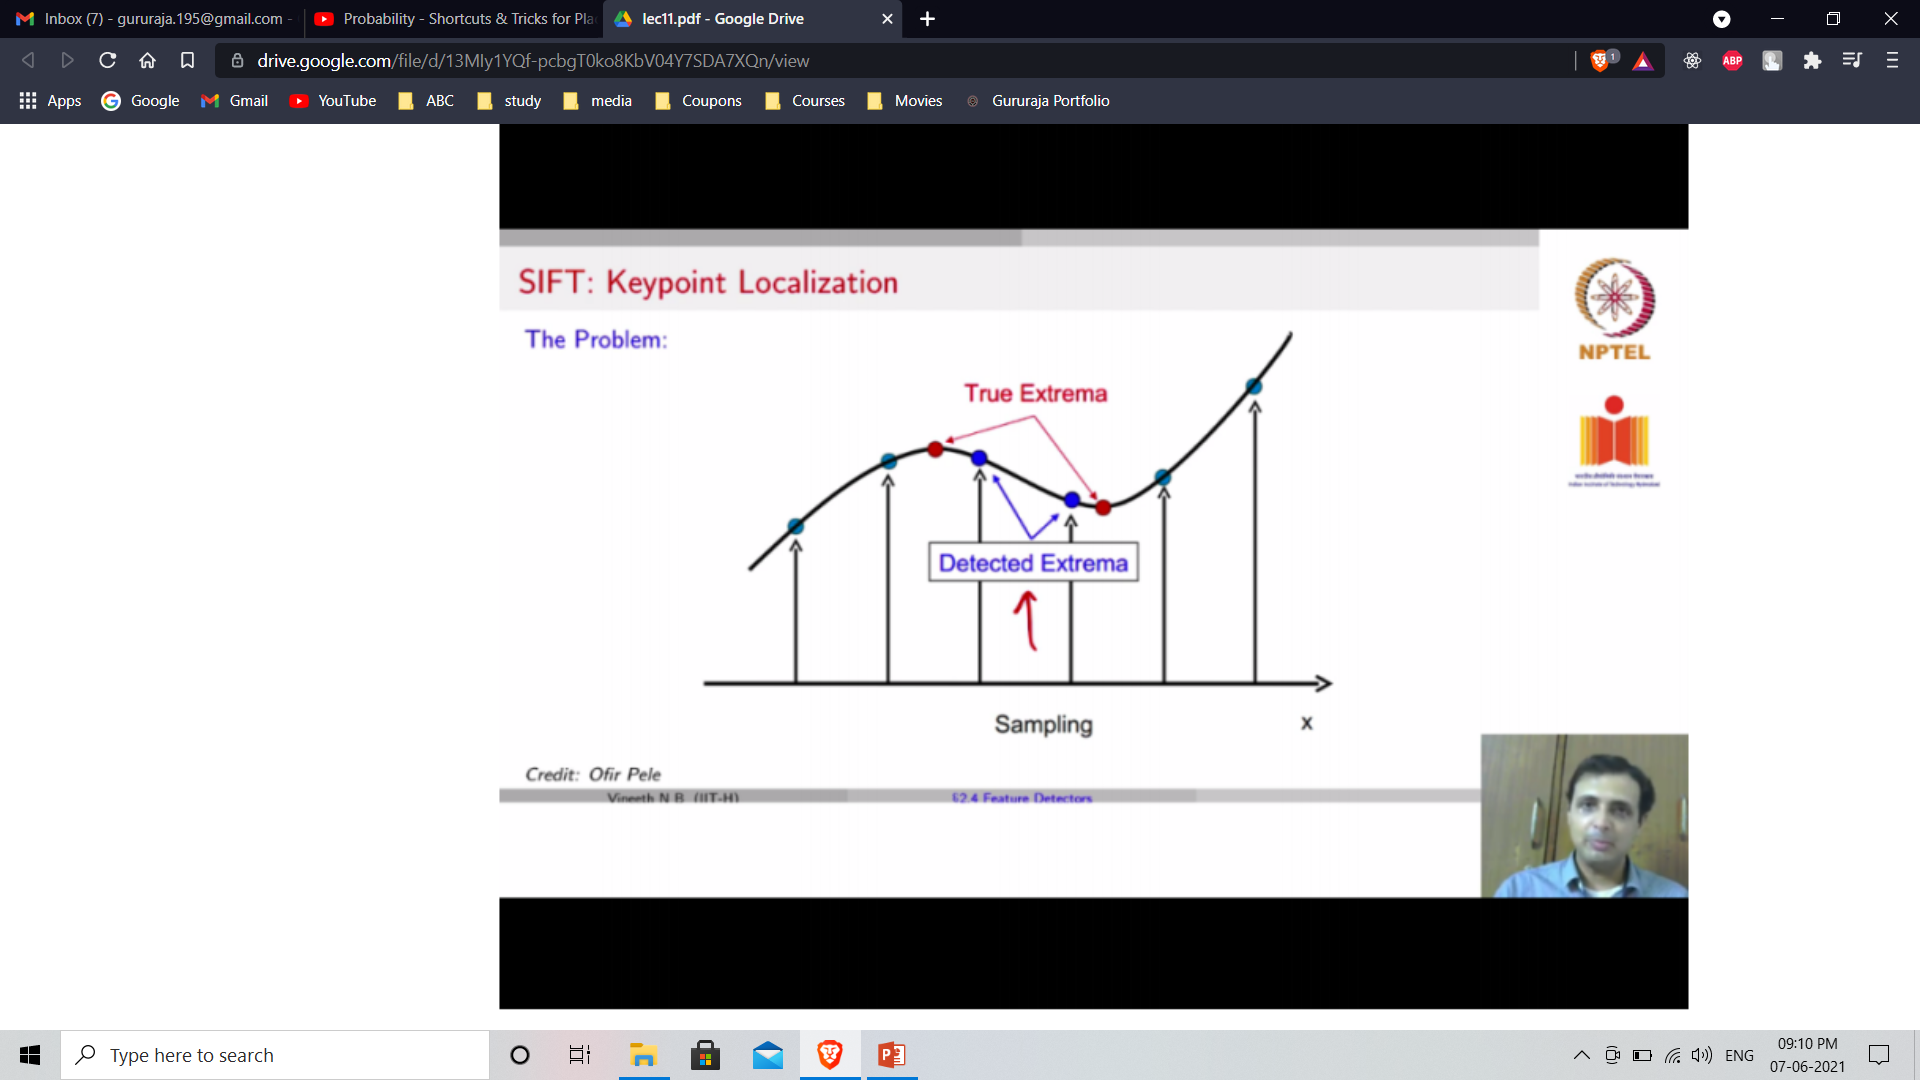 Inbox (7) - gururaja.195@gmail.com -
Probability - Shortcuts & Tricks for Pla
lec11.pdf - Google Drive
drive.google.com/file/d/13MIy1YQf-pcbgT0ko8KbV04Y7SDA7XQn/view
1
ABP
Apps
Google
Gmail
YouTube
ABC
study
media
Coupons
Courses
Movies
Gururaja Portfolio
SIFT: Keypoint Localization
The Problem:
True Extrema
Detected Extrema
Sampling
x
NPTEL
Credit: Ofir Pele
Vineeth N B (IIT-H)
§2.4 Feature Detectors
Type here to search
ENG
09:10 PM
07-06-2021